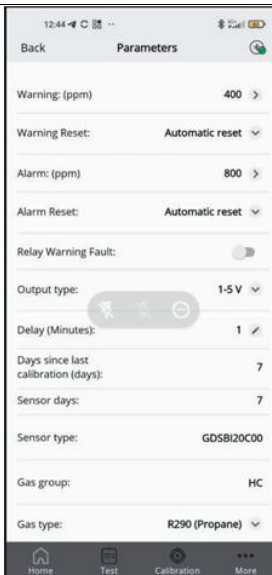 12:44
Back Parameters
Warning: (ppm) 400
Warning Reset: Automatic reset
Alarm: (ppm) 800
Alarm Reset: Automatic reset
Relay Warning Fault:
Output type: 1-5 V
Delay (Minutes): 1
Days since last
calibration (days): 7
Sensor days: 7
Sensor type: GDSBI20C00
Gas group: HC
Gas type: R290 (Propane)
Home Test Calibration More